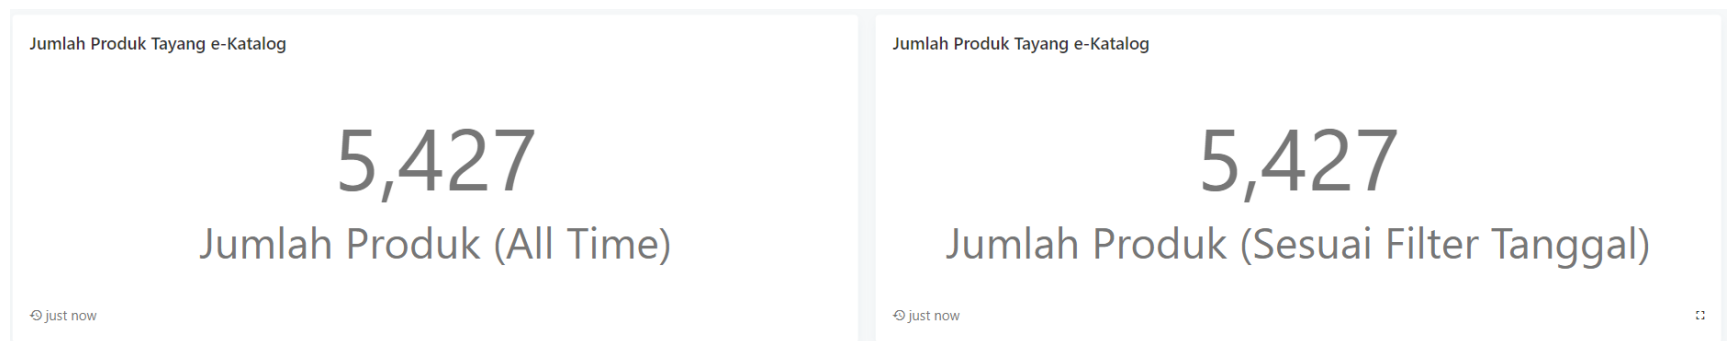 Jumlah Produk Tayang e-Katalog
5,427
Jumlah Produk (All Time)
just now
Jumlah Produk Tayang e-Katalog
5,427
Jumlah Produk (Sesuai Filter Tanggal)
just now